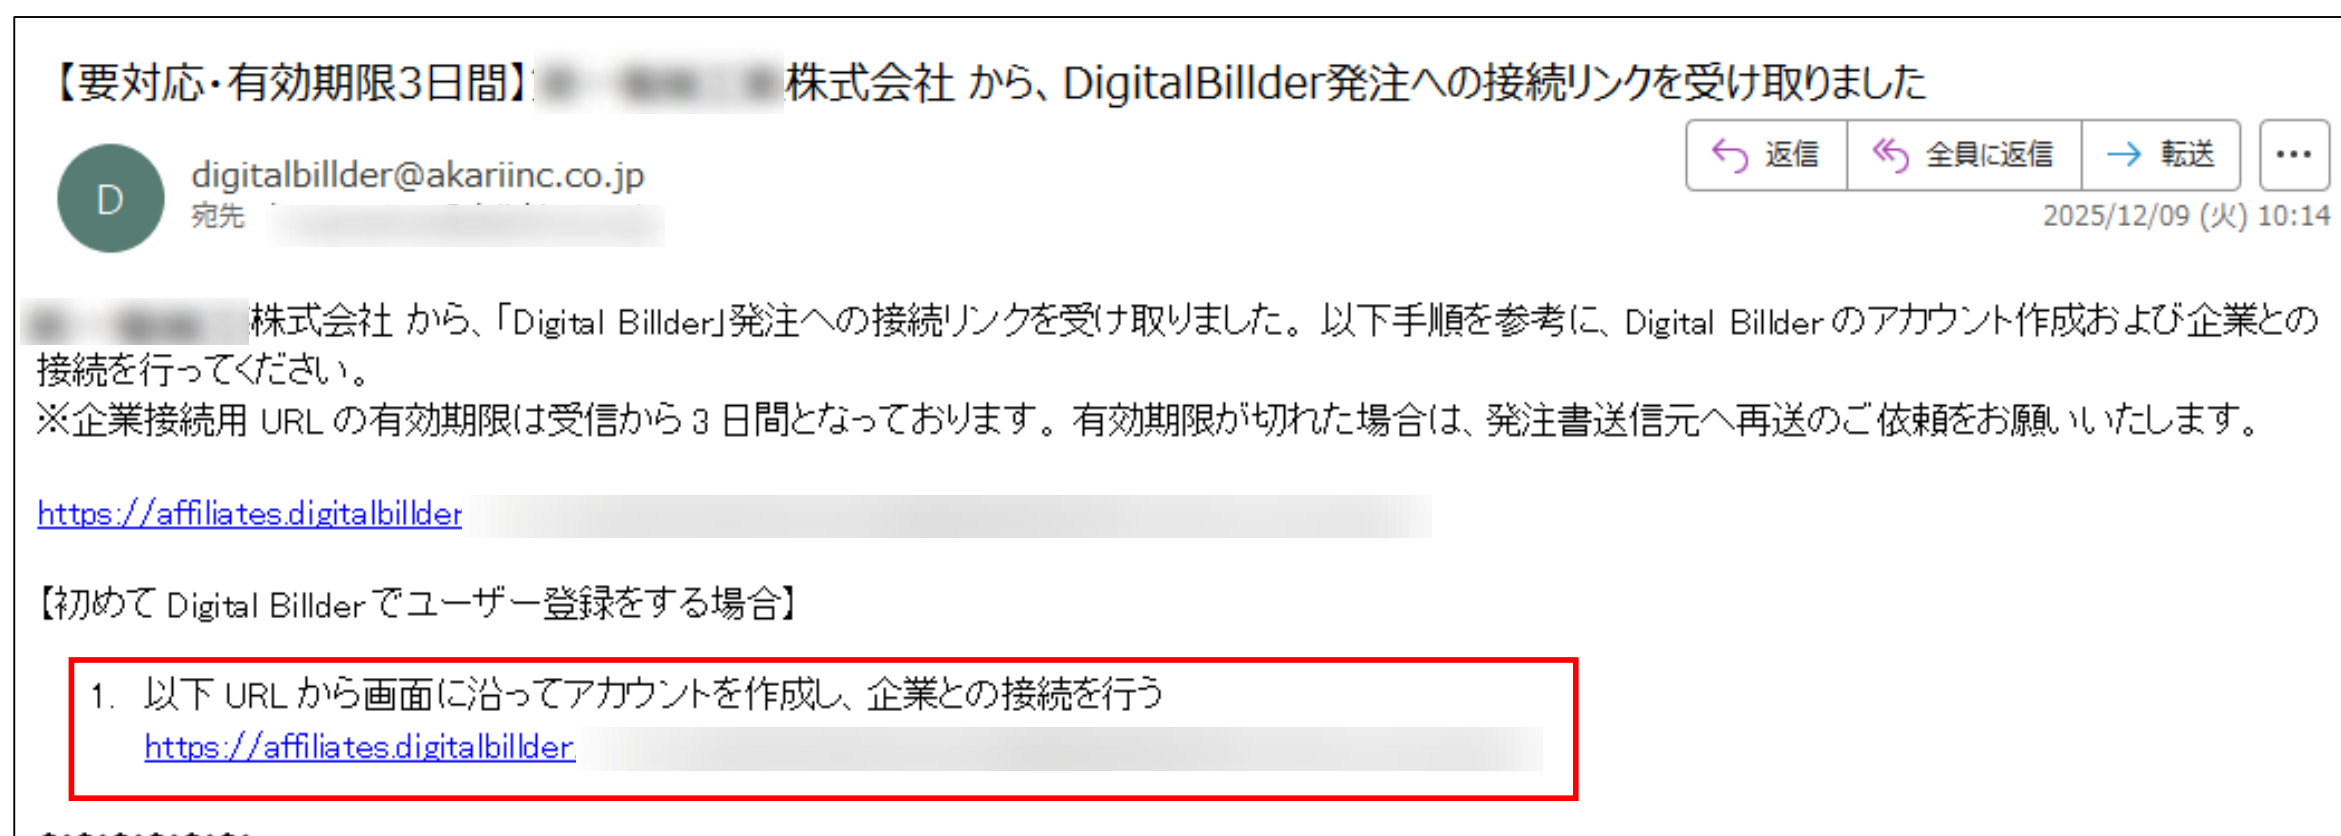 【要対応・有効期限3日間】 株式会社 から、DigitalBillder発注への接続リンクを受け取りました
返信
全員に返信
転送
D
digitalbillder@akariinc.co.jp
宛先
2025/12/09 (火) 10:14
株式会社 から、「Digital Billder」発注への接続リンクを受け取りました。以下手順を参考に、Digital Billder のアカウント作成および企業との
接続を行ってください。
※企業接続用 URL の有効期限は受信から 3 日間となっております。有効期限が切れた場合は、発注書送信元へ再送のご依頼をお願いいたします。
https://affiliates.digitalbillder
【初めて Digital Billder でユーザー登録をする場合】
1. 以下 URL から画面に沿ってアカウントを作成し、企業との接続を行う
https://affiliates.digitalbillder.